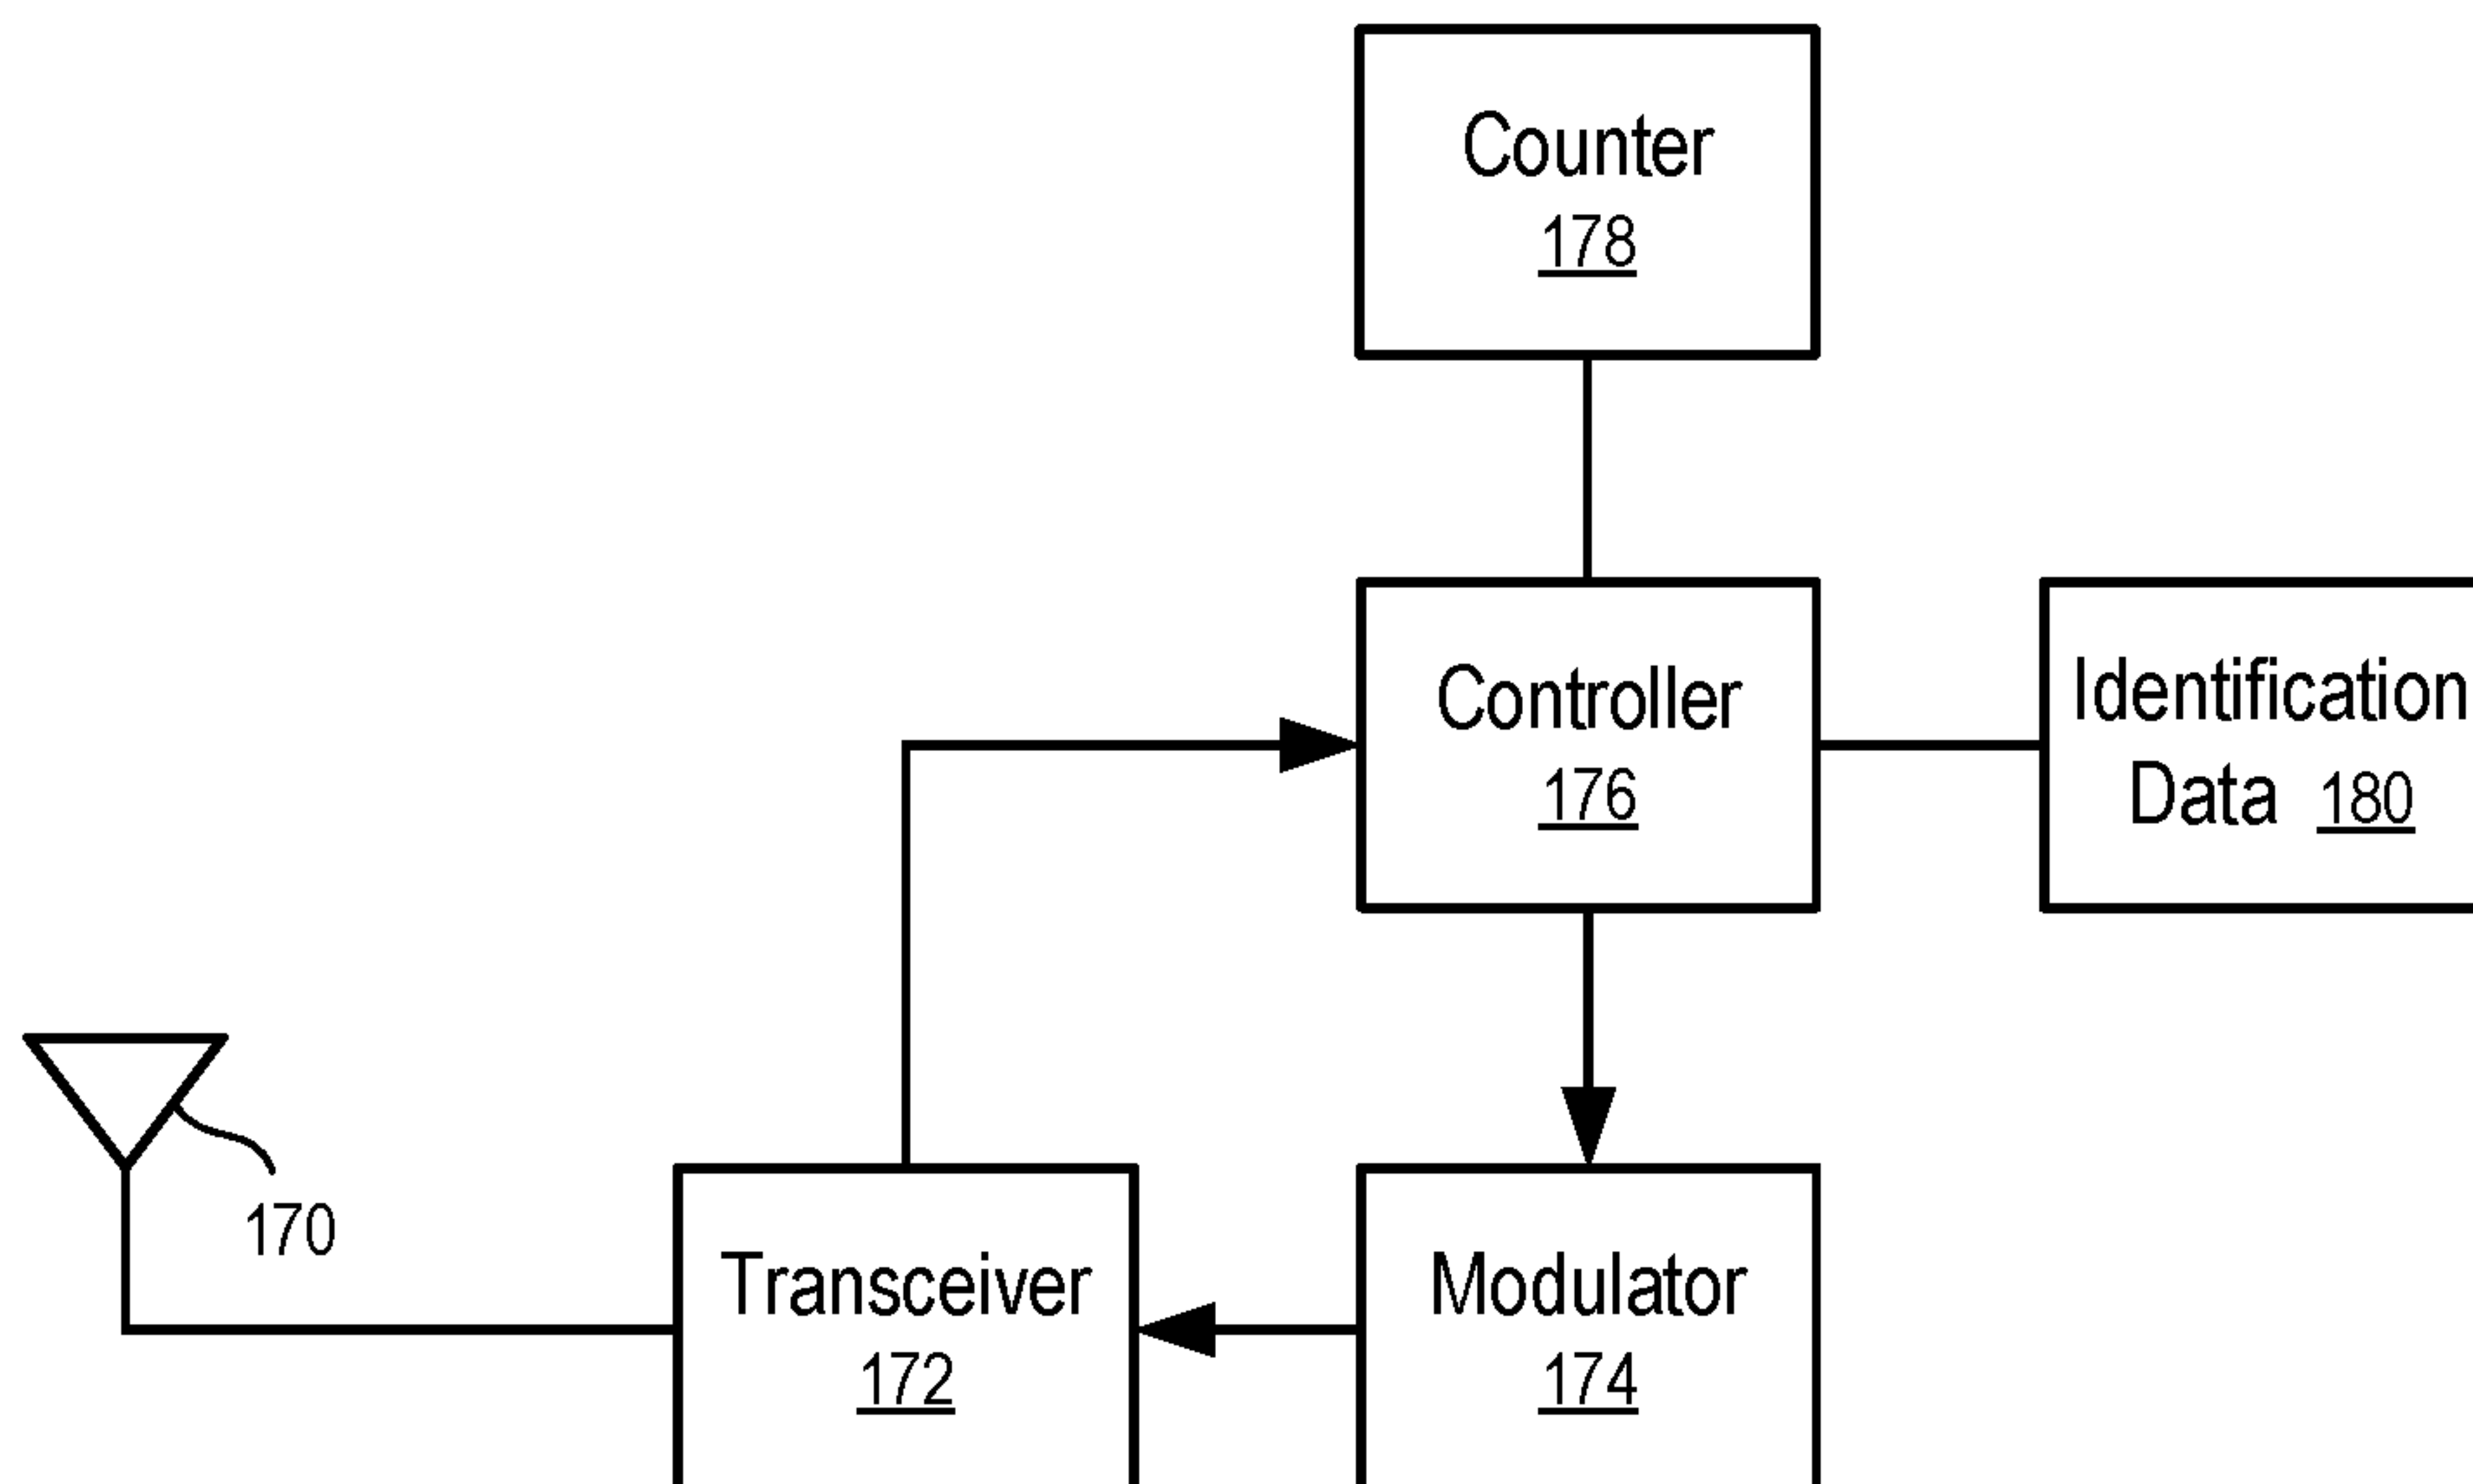 Counter
178
Controller
176
Identification
Data 180
170
Transceiver
172
Modulator
174